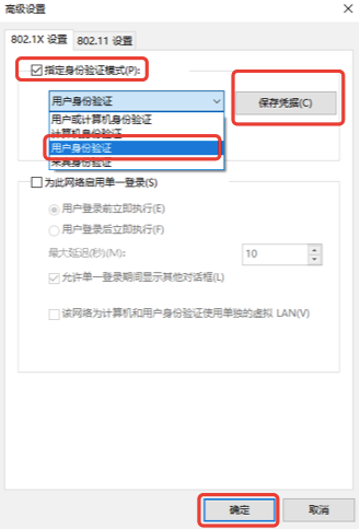 高级设置
802.1X 设置
802.11 设置
指定身份验证模式(P):
用户身份验证
保存凭据(C)
用户或计算机身份验证
计算机身份验证
用户身份验证
来宾身份验证
为此网络启用单一登录(S)
用户登录前立即执行(E)
用户登录后立即执行(F)
最大延迟(秒)(M):
10
允许单一登录期间显示其他对话框(L)
该网络为计算机和用户身份验证使用单独的虚拟 LAN(V)
确定
取消